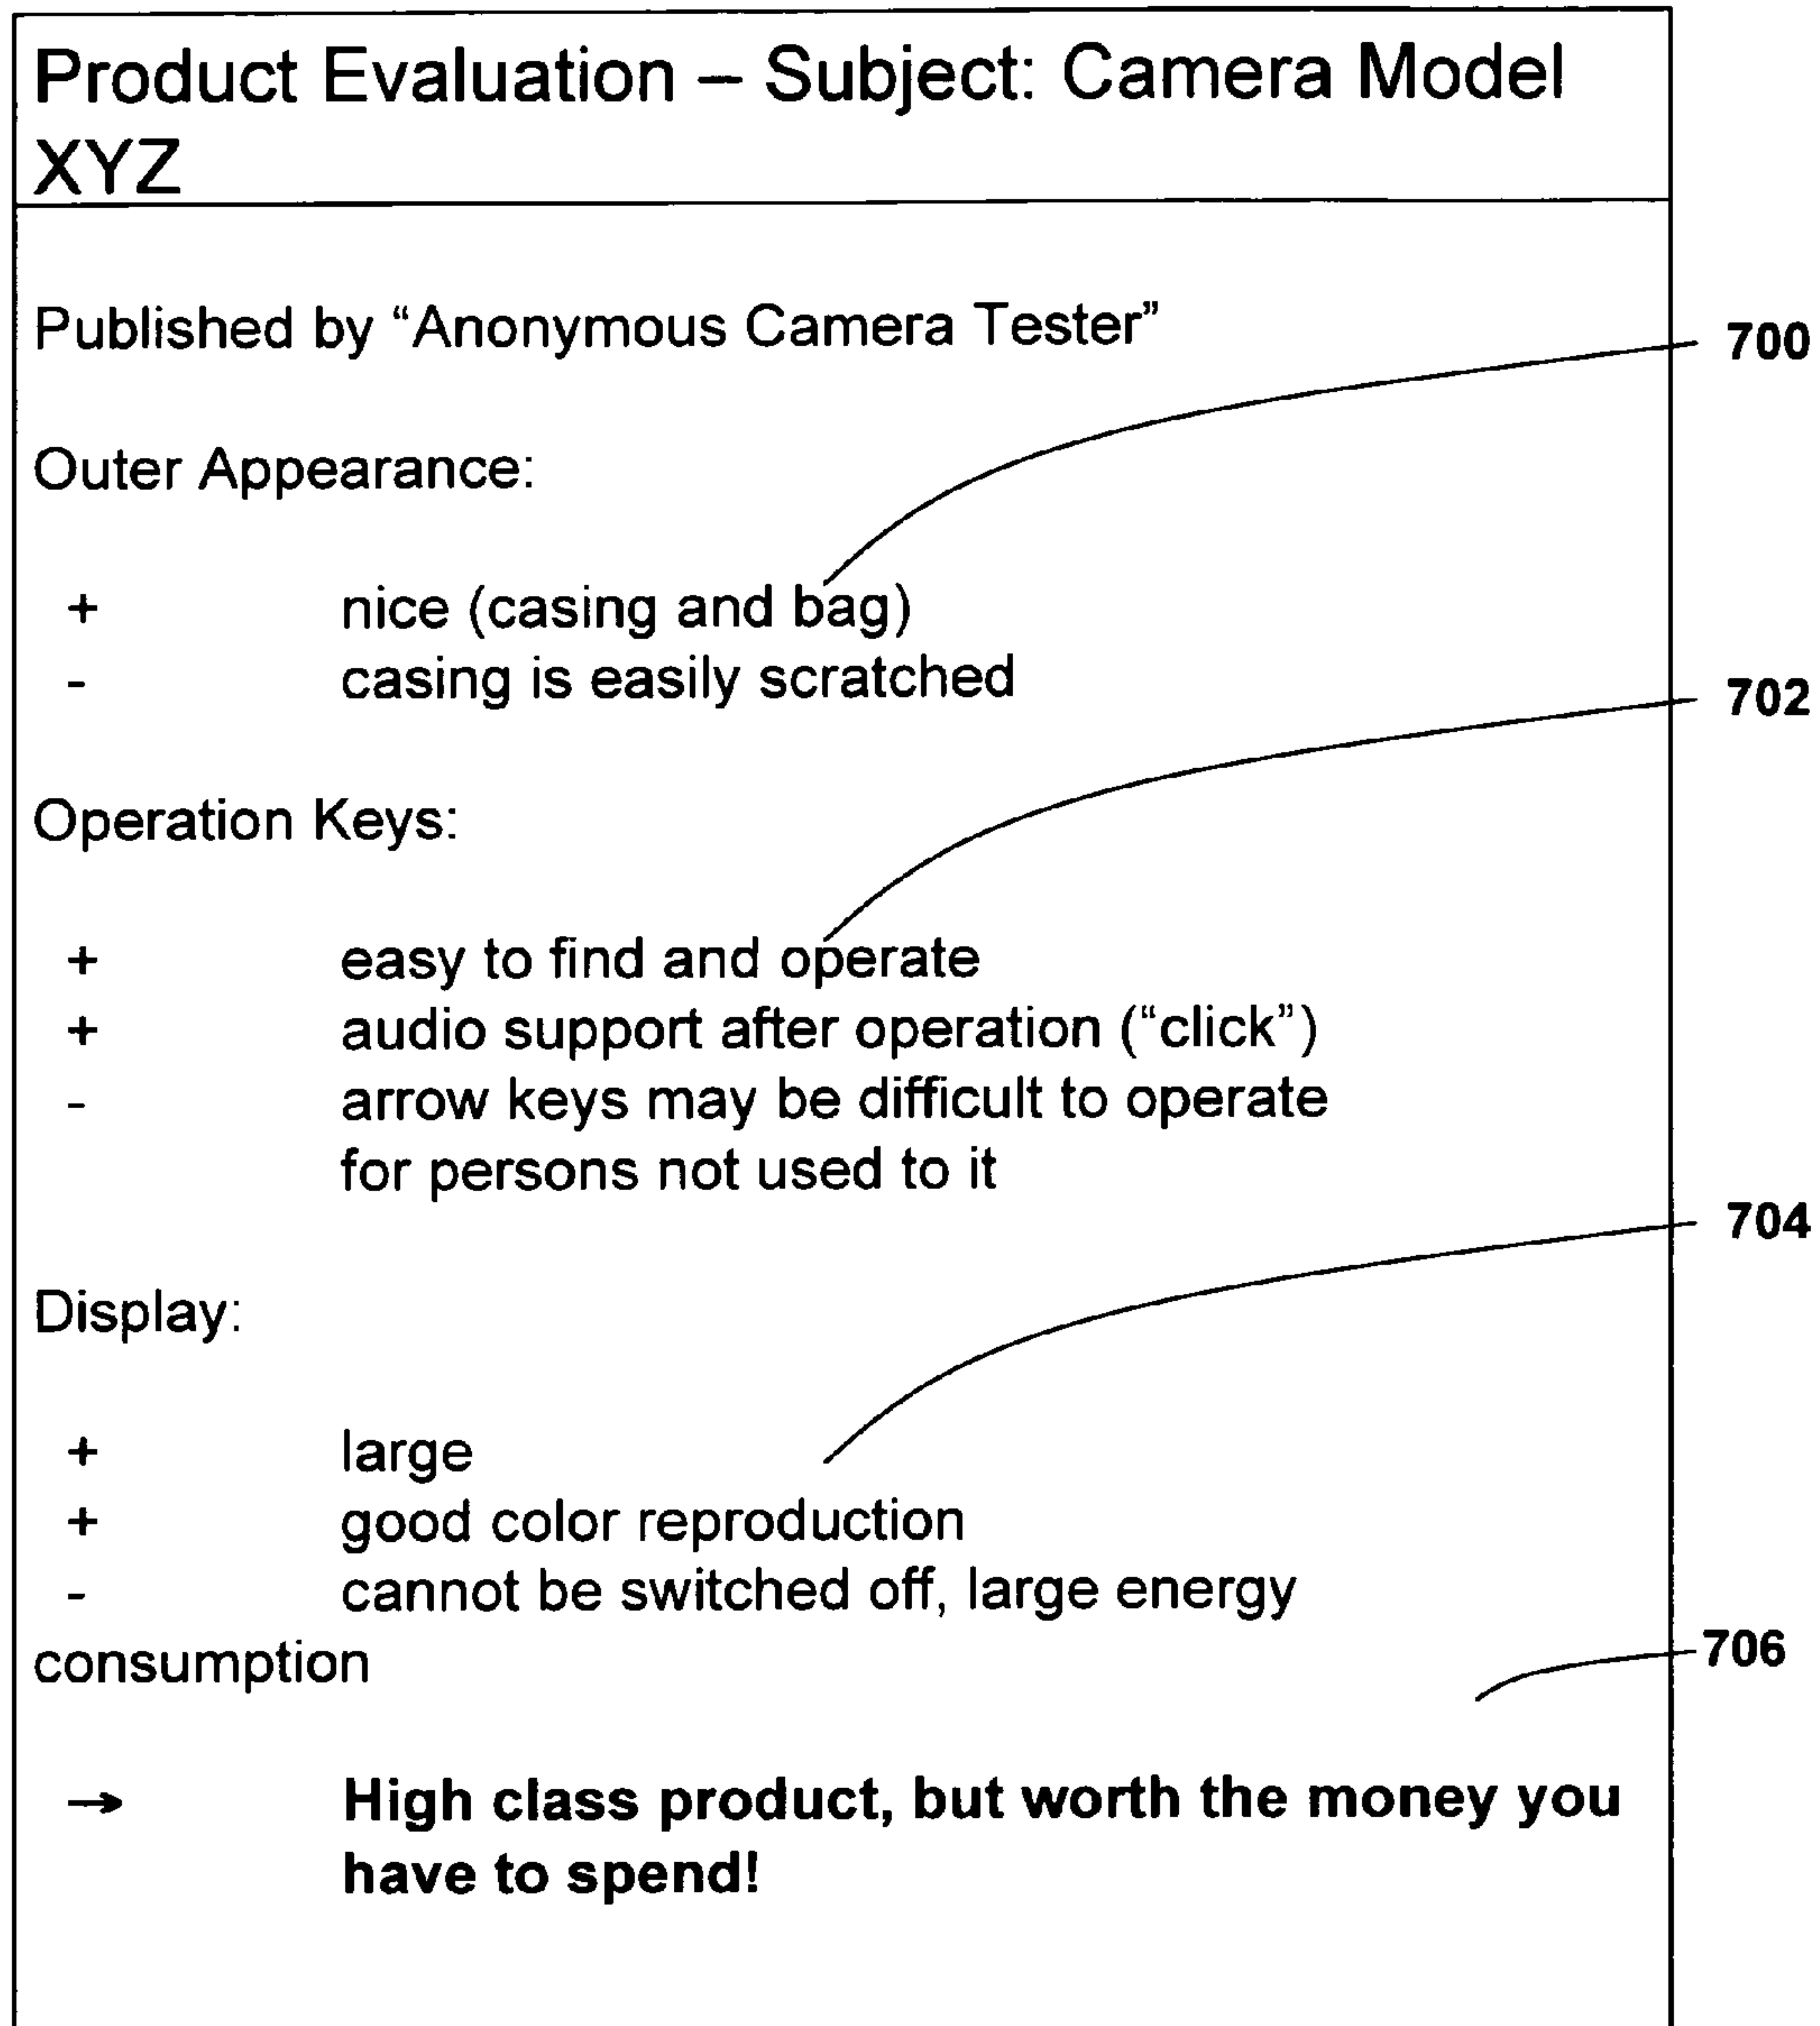 Product Evaluation – Subject: Camera Model
XYZ
Published by “Anonymous Camera Tester”
700
Outer Appearance:
+ nice (casing and bag)
- casing is easily scratched
702
Operation Keys:
+ easy to find and operate
+ audio support after operation (“click”)
- arrow keys may be difficult to operate
for persons not used to it
704
Display:
+ large
+ good color reproduction
- cannot be switched off, large energy
consumption
706
→ High class product, but worth the money you
have to spend!